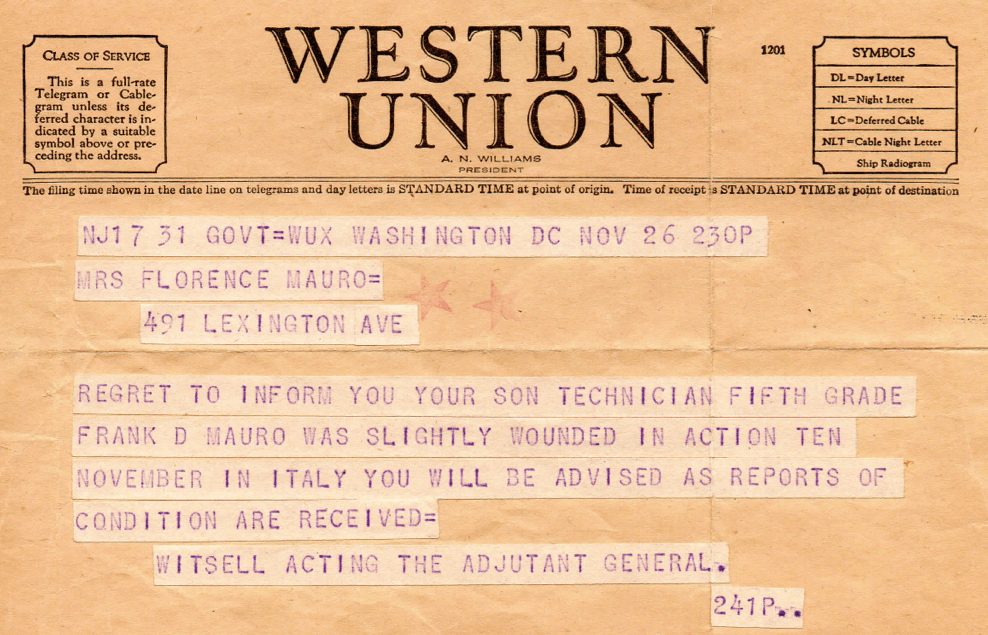 CLASS OF SERVICE
This is a full-rate
Telegram or Cable-
gram unless its de-
ferred character is in-
dicated by a suitable
symbol above or pre-
ceding the address.
WESTERN
UNION
A. N. WILLIAMS
PRESIDENT
1201
SYMBOLS
DL=Day Letter
NL=Night Letter
LC=Deferred Cable
NLT=Cable Night Letter
Ship Radiogram
The filing time shown in the date line on telegrams and day letters is STANDARD TIME at point of origin. Time of receipt is STANDARD TIME at point of destination
NJ17 31 GOVT=WUX WASHINGTON DC NOV 26 230P
MRS FLORENCE MAURO=
491 LEXINGTON AVE
REGRET TO INFORM YOU YOUR SON TECHNICIAN FIFTH GRADE
FRANK D MAURO WAS SLIGHTLY WOUNDED IN ACTION TEN
NOVEMBER IN ITALY YOU WILL BE ADVISED AS REPORTS OF
CONDITION ARE RECEIVED=
WITSELL ACTING THE ADJUTANT GENERAL.
241P..